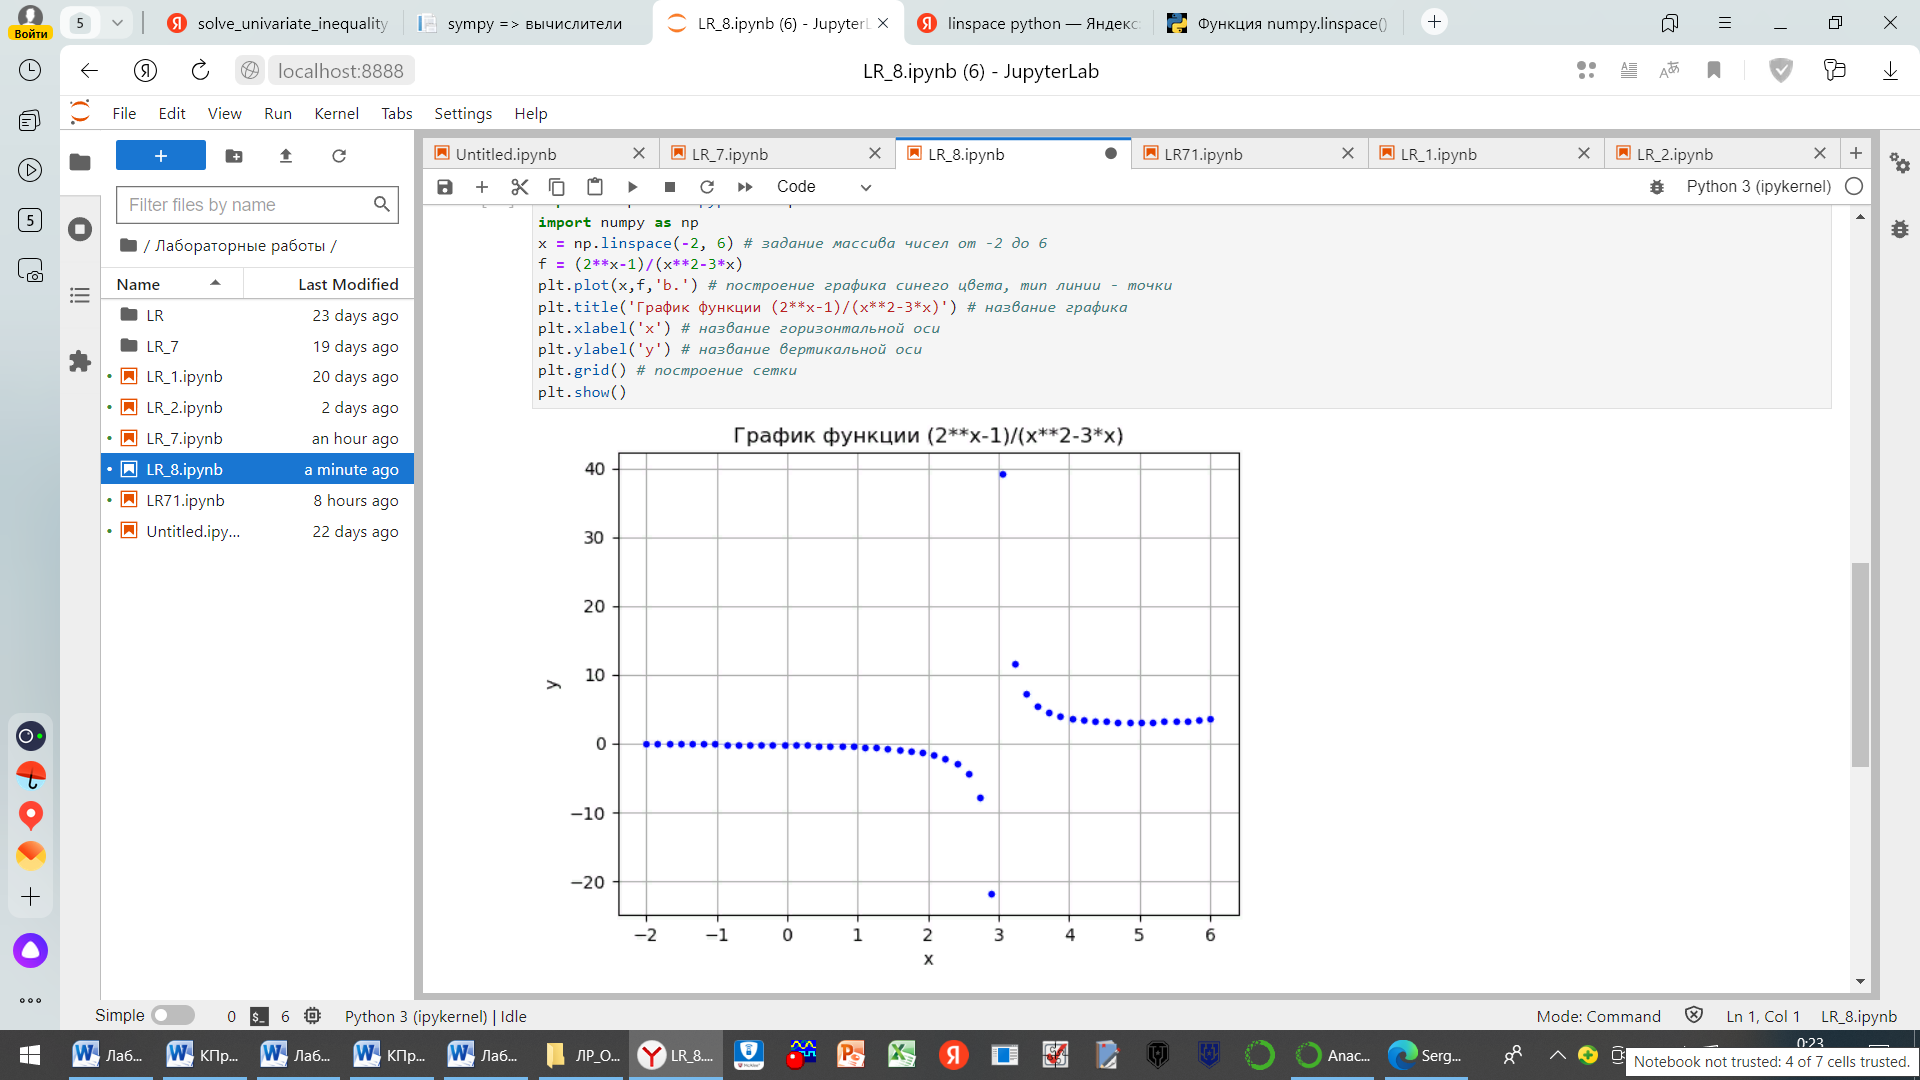 Войти
5
solve_univariate_inequality
sympy => вычислители
LR_8.ipynb (6) - JupyterL
linspace python — Яндекс
Функция numpy.linspace()
localhost:8888
LR_8.ipynb (6) - JupyterLab
File Edit View Run Kernel Tabs Settings Help
Untitled.ipynb
LR_7.ipynb
LR_8.ipynb
LR71.ipynb
LR_1.ipynb
LR_2.ipynb
Code
Python 3 (ipykernel)
5
Filter files by name
/ Лабораторные работы /
Name Last Modified
LR 23 days ago
LR_7 19 days ago
LR_1.ipynb 20 days ago
LR_2.ipynb 2 days ago
LR_7.ipynb an hour ago
LR_8.ipynb a minute ago
LR71.ipynb 8 hours ago
Untitled.ipy... 22 days ago
import numpy as np
x = np.linspace(-2, 6) # задание массива чисел от -2 до 6
f = (2**x-1)/(x**2-3*x)
plt.plot(x,f,'b.') # построение графика синего цвета, тип линии - точки
plt.title('График функции (2**x-1)/(x**2-3*x)') # название графика
plt.xlabel('x') # название горизонтальной оси
plt.ylabel('y') # название вертикальной оси
plt.grid() # построение сетки
plt.show()
График функции (2**x-1)/(x**2-3*x)
40
30
20
10
0
−10
−20
y
−2 −1 0 1 2 3 4 5 6
x
Simple 0 $_ 6 Python 3 (ipykernel) | Idle
Mode: Command Ln 1, Col 1 LR_8.ipynb
Лаб... КПр... Лаб... КПр... Лаб... ЛР_О... LR_8.... Anac... Serg...
0:23
Notebook not trusted: 4 of 7 cells trusted.